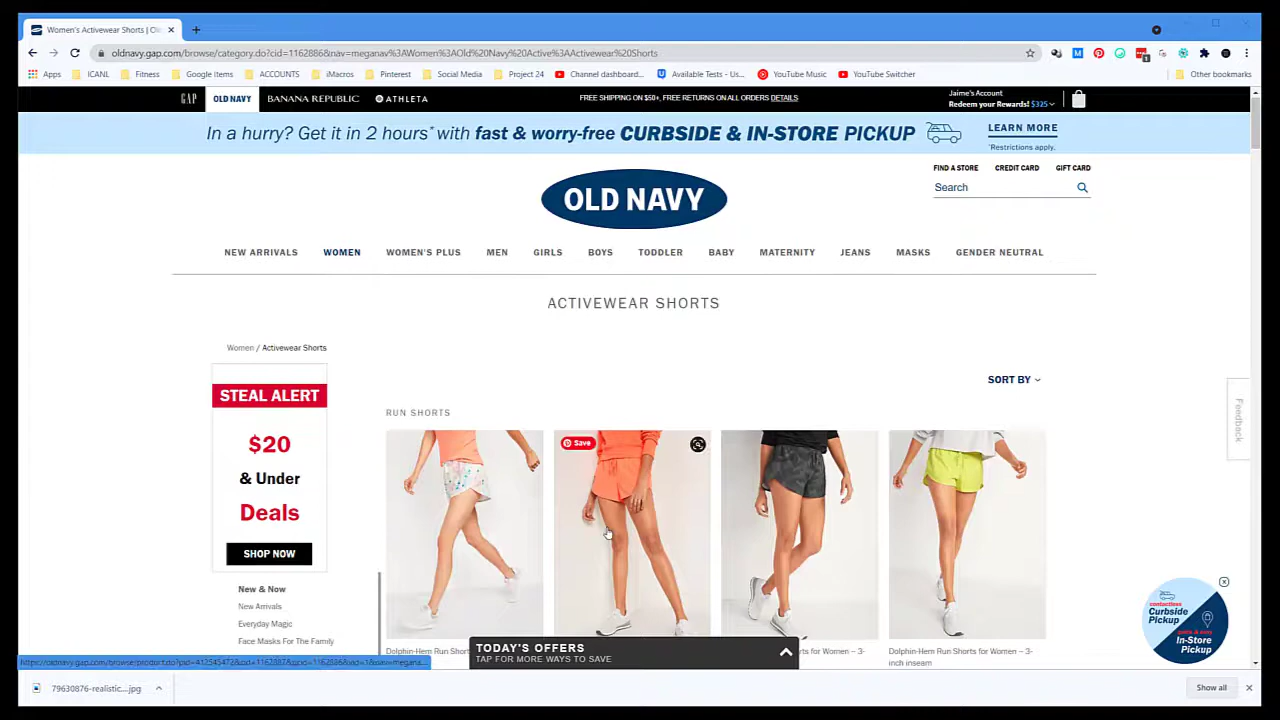 Women's Activewear Shorts | Ol
oldnavy.gap.com/browse/category.do?cid=1162886&nav=meganav%3AWomen%3AOld%20Navy%20Active%3AActivewear%20Shorts
Apps ICANL Fitness Google Items ACCOUNTS iMacros Pinterest Social Media Project 24 Channel dashboard... Available Tests - Us... YouTube Music YouTube Switcher Other bookmarks
GAP OLD NAVY BANANA REPUBLIC ATHLETA FREE SHIPPING ON $50+, FREE RETURNS ON ALL ORDERS DETAILS
Jaime's Account
Redeem your Rewards! $325
In a hurry? Get it in 2 hours* with fast & worry-free CURBSIDE & IN-STORE PICKUP LEARN MORE
*Restrictions apply.
FIND A STORE CREDIT CARD GIFT CARD
Search
OLD NAVY
NEW ARRIVALS WOMEN WOMEN'S PLUS MEN GIRLS BOYS TODDLER BABY MATERNITY JEANS MASKS GENDER NEUTRAL
ACTIVEWEAR SHORTS
Women / Activewear Shorts
STEAL ALERT
$20
& Under
Deals
SHOP NOW
SORT BY
RUN SHORTS
Save
Feedback
New & Now
New Arrivals
Everyday Magic
Face Masks For The Family
contactless
Curbside
Pickup
In-Store
Pickup
Dolphin-Hem Run Shorts
rts for Women – 3-
Dolphin-Hem Run Shorts for Women – 3-
inch inseam
TODAY'S OFFERS
TAP FOR MORE WAYS TO SAVE
79630876-realistic...jpg
Show all